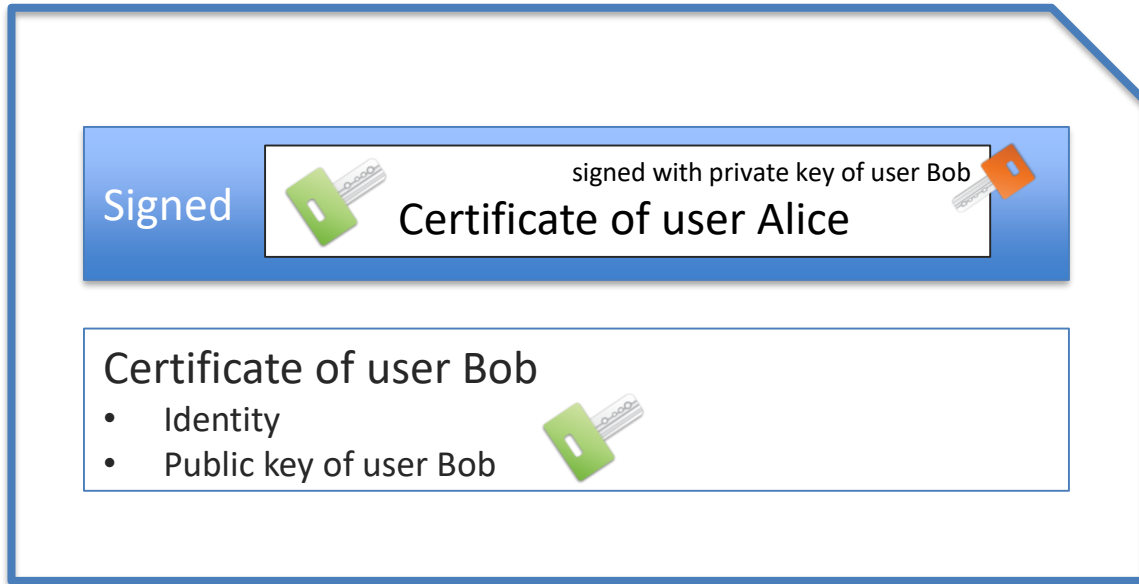 Signed
signed with private key of user Bob
Certificate of user Alice
Certificate of user Bob
• Identity
• Public key of user Bob